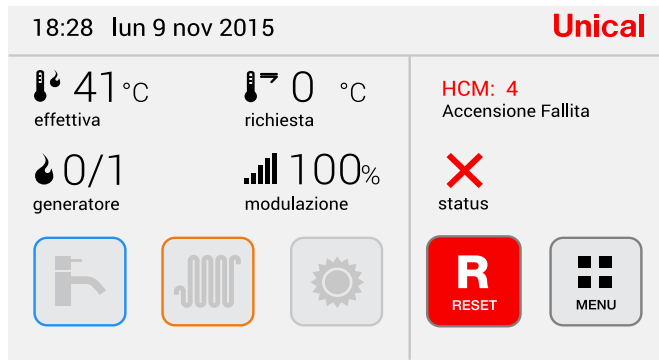 18:28 lun 9 nov 2015
Unical
41 °C
effettiva
0 °C
richiesta
HCM: 4
Accensione Fallita
0/1
generatore
100%
modulazione
status
R
RESET
MENU